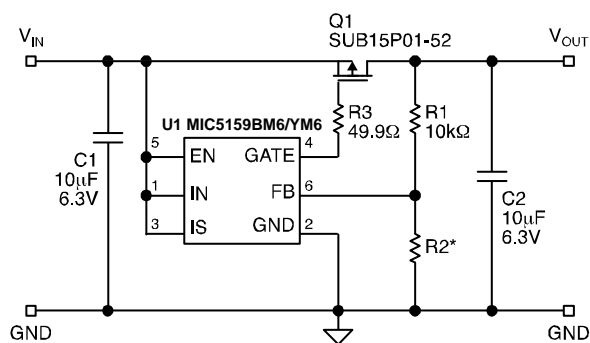 Q1
SUB15P01-52
V_IN
V_OUT
U1 MIC5159BM6/YM6
R3
49.9Ω
R1
10kΩ
5
EN
GATE
4
C1
10μF
6.3V
1
IN
FB
6
3
IS
GND
2
R2*
C2
10μF
6.3V
GND
GND